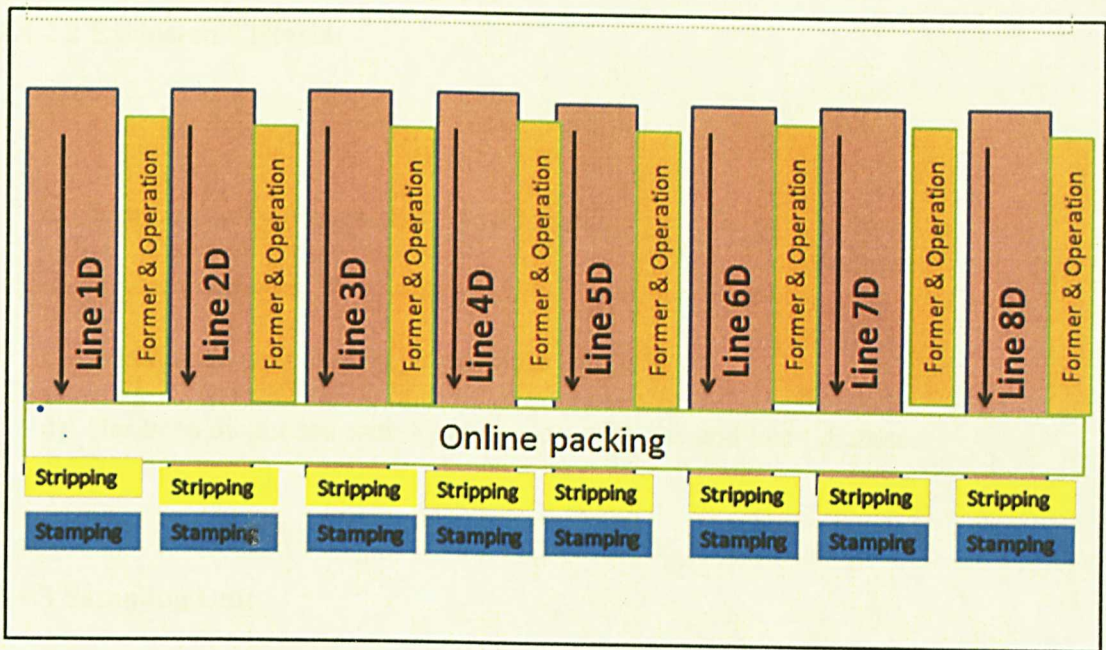 Line 1D
Former & Operation
Line 2D
Former & Operation
Line 3D
Former & Operation
Line 4D
Former & Operation
Line 5D
Former & Operation
Line 6D
Former & Operation
Line 7D
Former & Operation
Line 8D
Former & Operation
Online packing
Stripping
Stripping
Stripping
Stripping
Stripping
Stripping
Stripping
Stripping
Stamping
Stamping
Stamping
Stamping
Stamping
Stamping
Stamping
Stamping